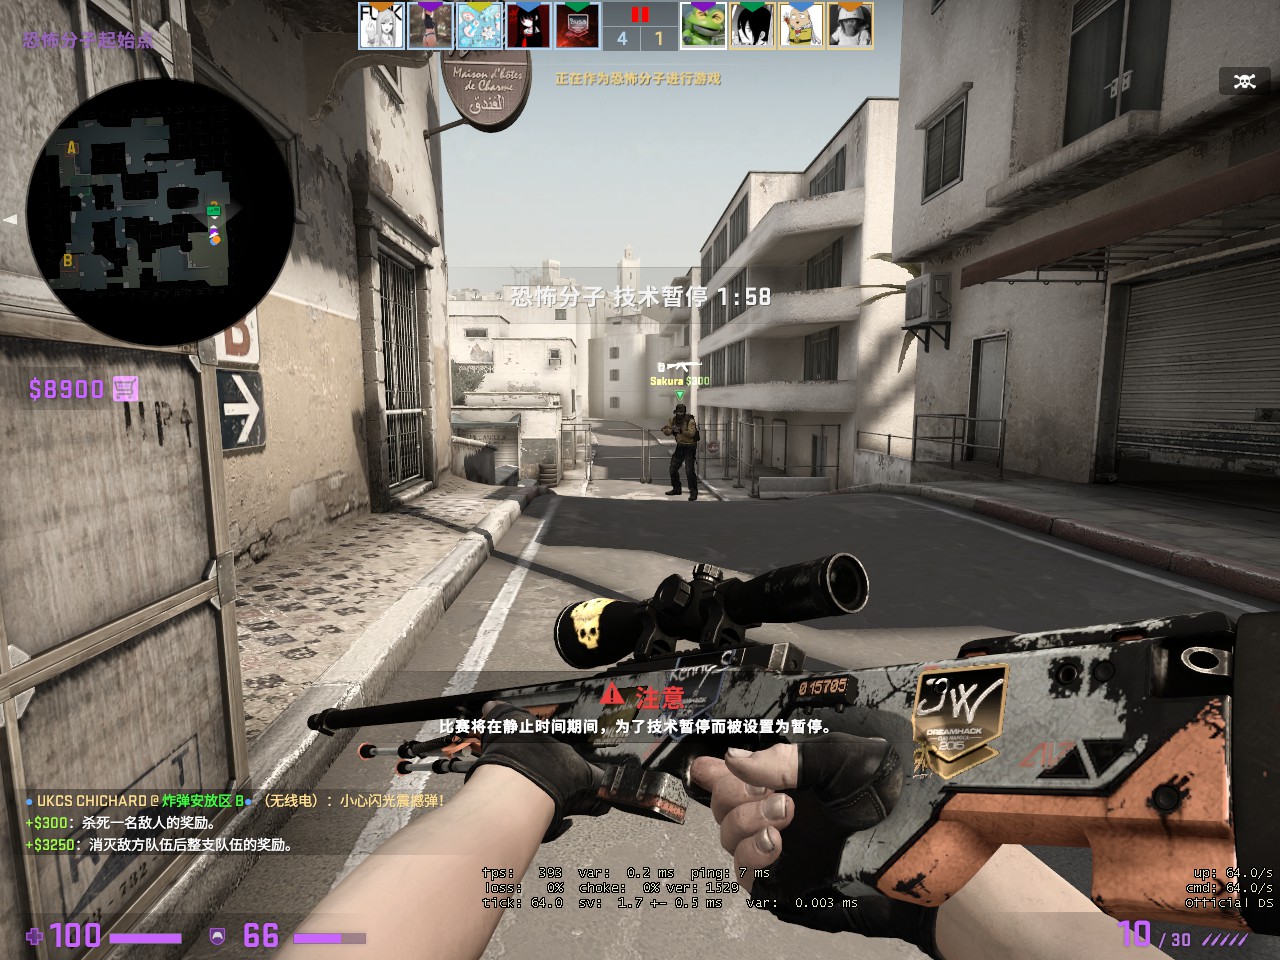 恐怖分子起始点
4
1
Maison d'hôtes
de Charme
الفندق
正在作为恐怖分子进行游戏
A
B
恐怖分子 技术暂停 1:58
B
Sakura $300
$8900
Kenny S
015705
JW
DREAMHACK
2015
注意
比赛将在静止时间期间，为了技术暂停而被设置为暂停。
UKCS CHICHARD @ 炸弹安放区 B （无线电）：小心闪光震撼弹！
+$300：杀死一名敌人的奖励。
+$3250：消灭敌方队伍后整支队伍的奖励。
732
fps: 393 var: 0.2 ms ping: 7 ms
loss: 0% choke: 0% ver: 1529
tick: 64.0 sv: 1.7 +- 0.5 ms var: 0.003 ms
up: 64.0/s
cmd: 64.0/s
Official DS
100
66
10 / 30